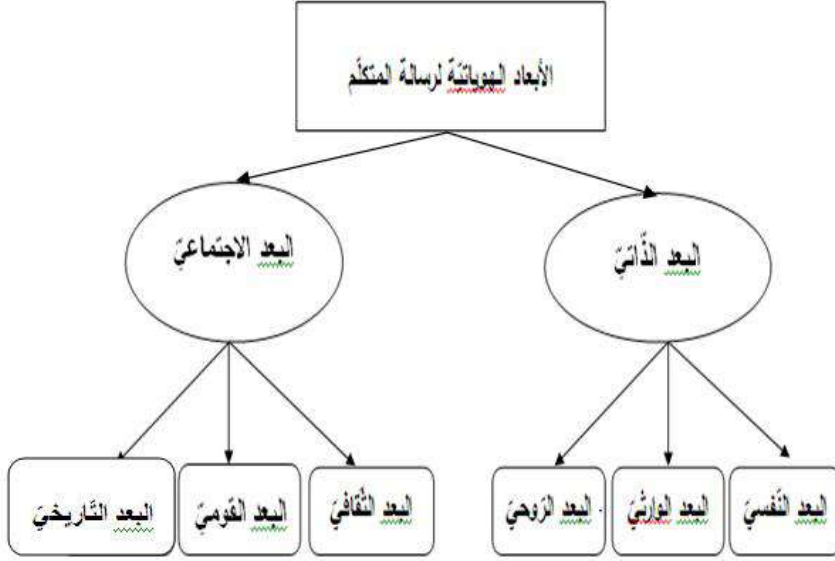 الأبعاد الهوياتيّة لرسالة المتكلّم
البعد الذّاتيّ
البعد الاجتماعيّ
البعد النّفسيّ
البعد الوارثيّ
البعد الرّوحيّ
البعد الثّقافيّ
البعد القوميّ
البعد التّاريخيّ